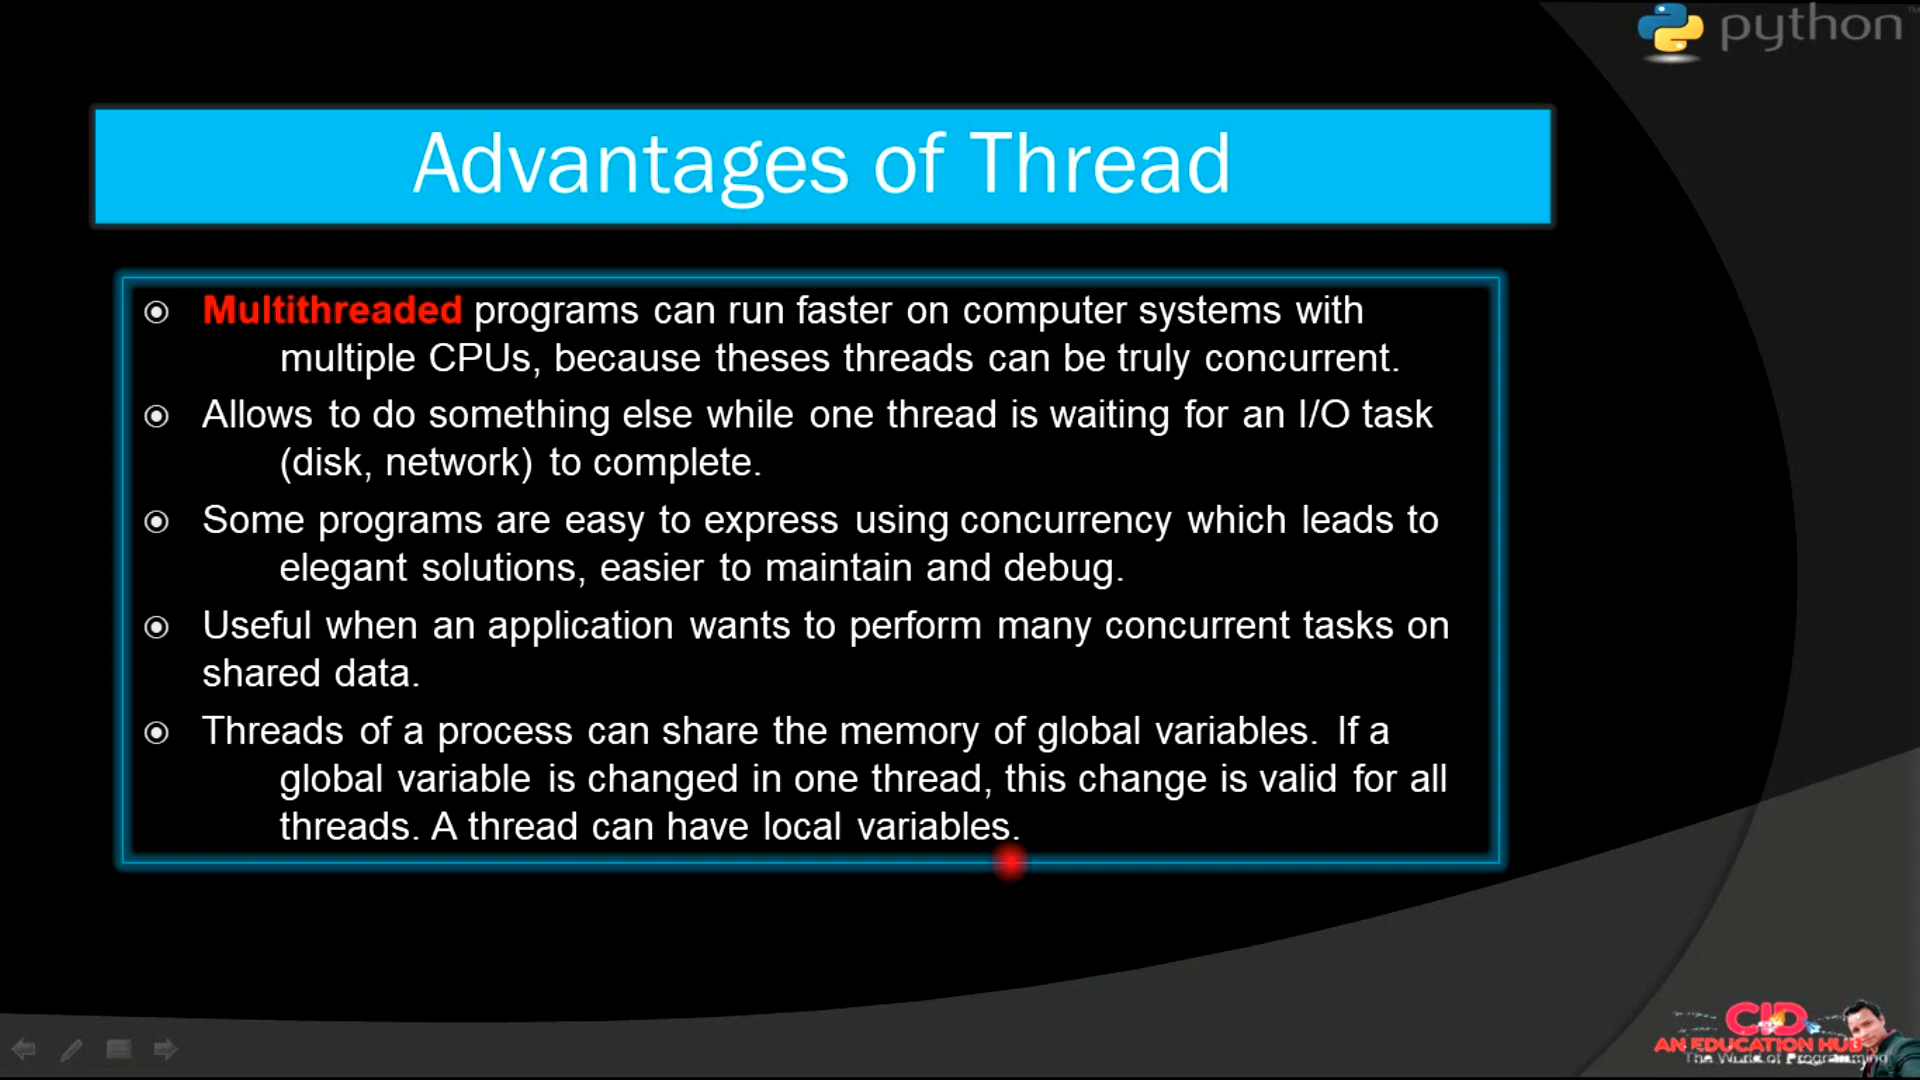 python
Advantages of Thread
Multithreaded programs can run faster on computer systems with
multiple CPUs, because theses threads can be truly concurrent.
Allows to do something else while one thread is waiting for an I/O task
(disk, network) to complete.
Some programs are easy to express using concurrency which leads to
elegant solutions, easier to maintain and debug.
Useful when an application wants to perform many concurrent tasks on
shared data.
Threads of a process can share the memory of global variables. If a
global variable is changed in one thread, this change is valid for all
threads. A thread can have local variables.
CID
AN EDUCATION HUB
The World of Programming